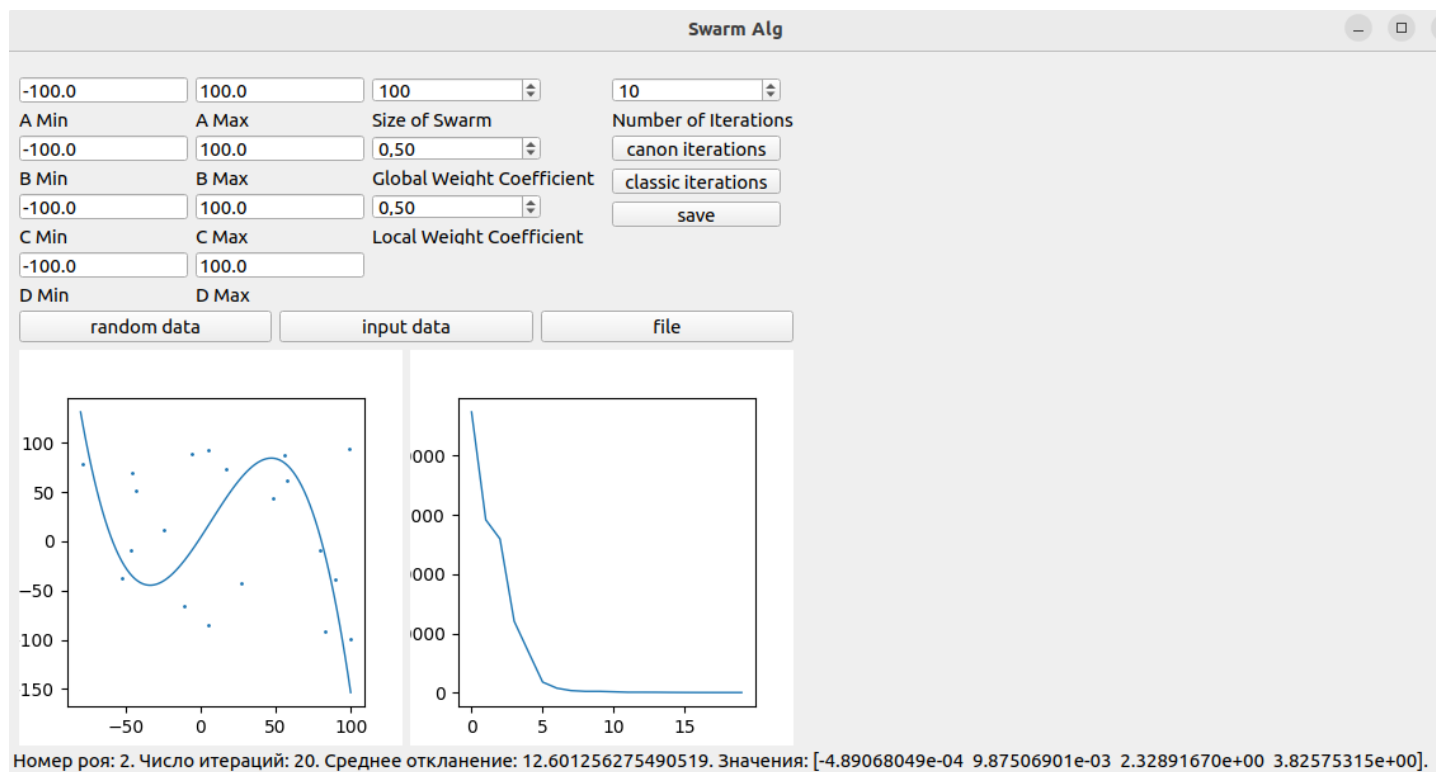 Swarm Alg
-100.0 100.0 100 10
A Min A Max Size of Swarm Number of Iterations
-100.0 100.0 0,50 canon iterations
B Min B Max Global Weight Coefficient classic iterations
-100.0 100.0 0,50 save
C Min C Max Local Weight Coefficient
-100.0 100.0
D Min D Max
random data input data file
100
50
0
−50
100
150
−50 0 50 100
0000
000
0000
0000
0
0 5 10 15
Номер роя: 2. Число итераций: 20. Среднее откланение: 12.601256275490519. Значения: [-4.89068049e-04 9.87506901e-03 2.32891670e+00 3.82575315e+00].